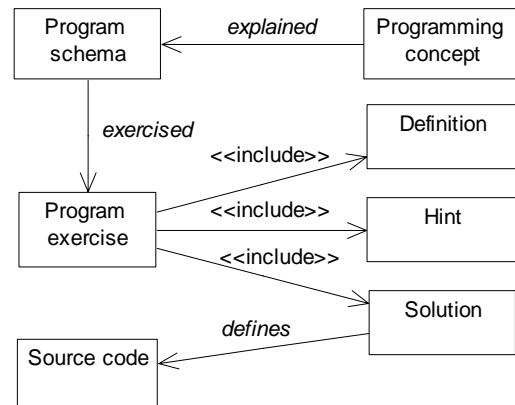 Program
schema
explained
Programming
concept
exercised
Definition
<<include>>
Program
exercise
<<include>>
Hint
<<include>>
Solution
defines
Source code